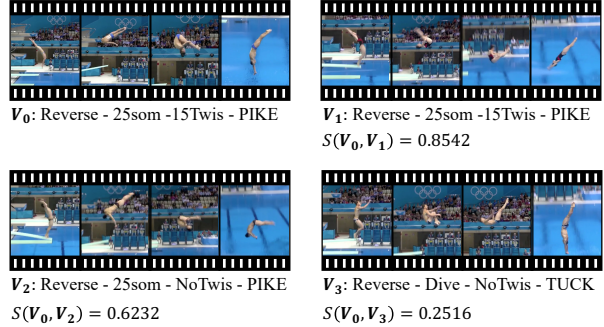 V₀: Reverse - 25som -15Twis - PIKE
V₁: Reverse - 25som -15Twis - PIKE
S(V₀, V₁) = 0.8542
V₂: Reverse - 25som - NoTwis - PIKE
S(V₀, V₂) = 0.6232
V₃: Reverse - Dive - NoTwis - TUCK
S(V₀, V₃) = 0.2516